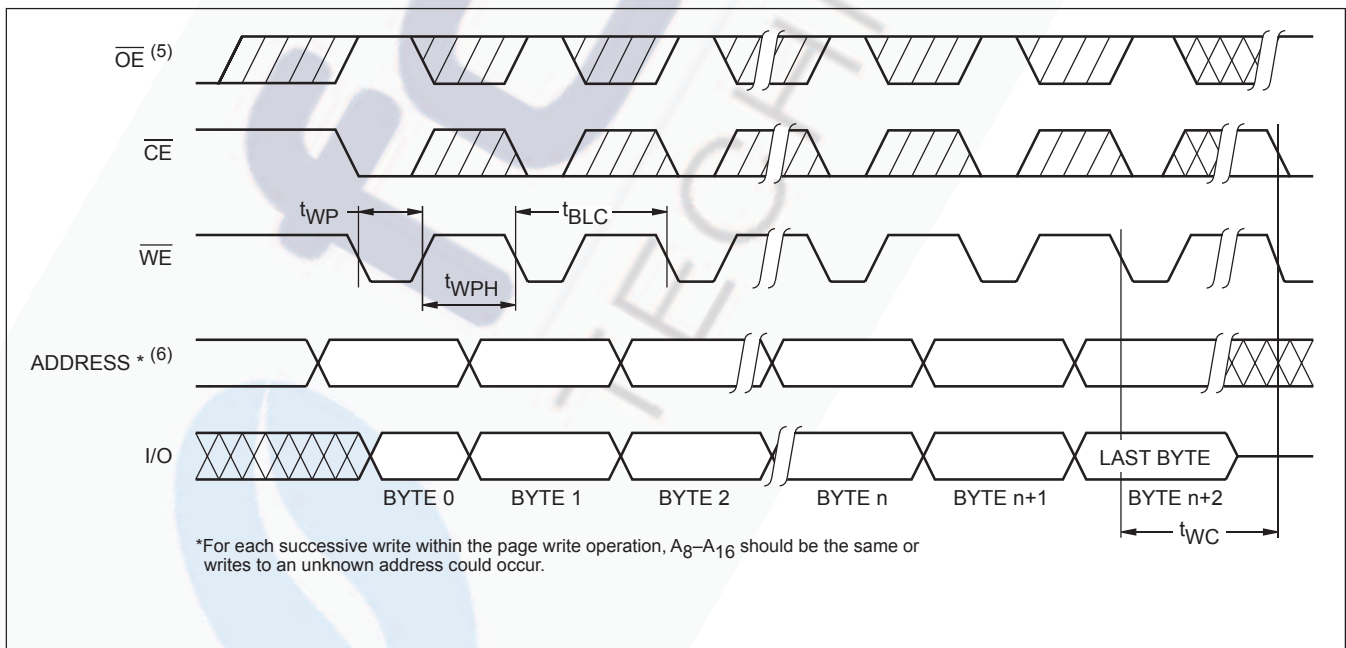 OE (5)
CE
tWP
tBLC
WE
tWPH
ADDRESS * (6)
I/O
LAST BYTE
BYTE 0 BYTE 1 BYTE 2 BYTE n BYTE n+1 BYTE n+2
tWC
*For each successive write within the page write operation, A8–A16 should be the same or
writes to an unknown address could occur.
TECH